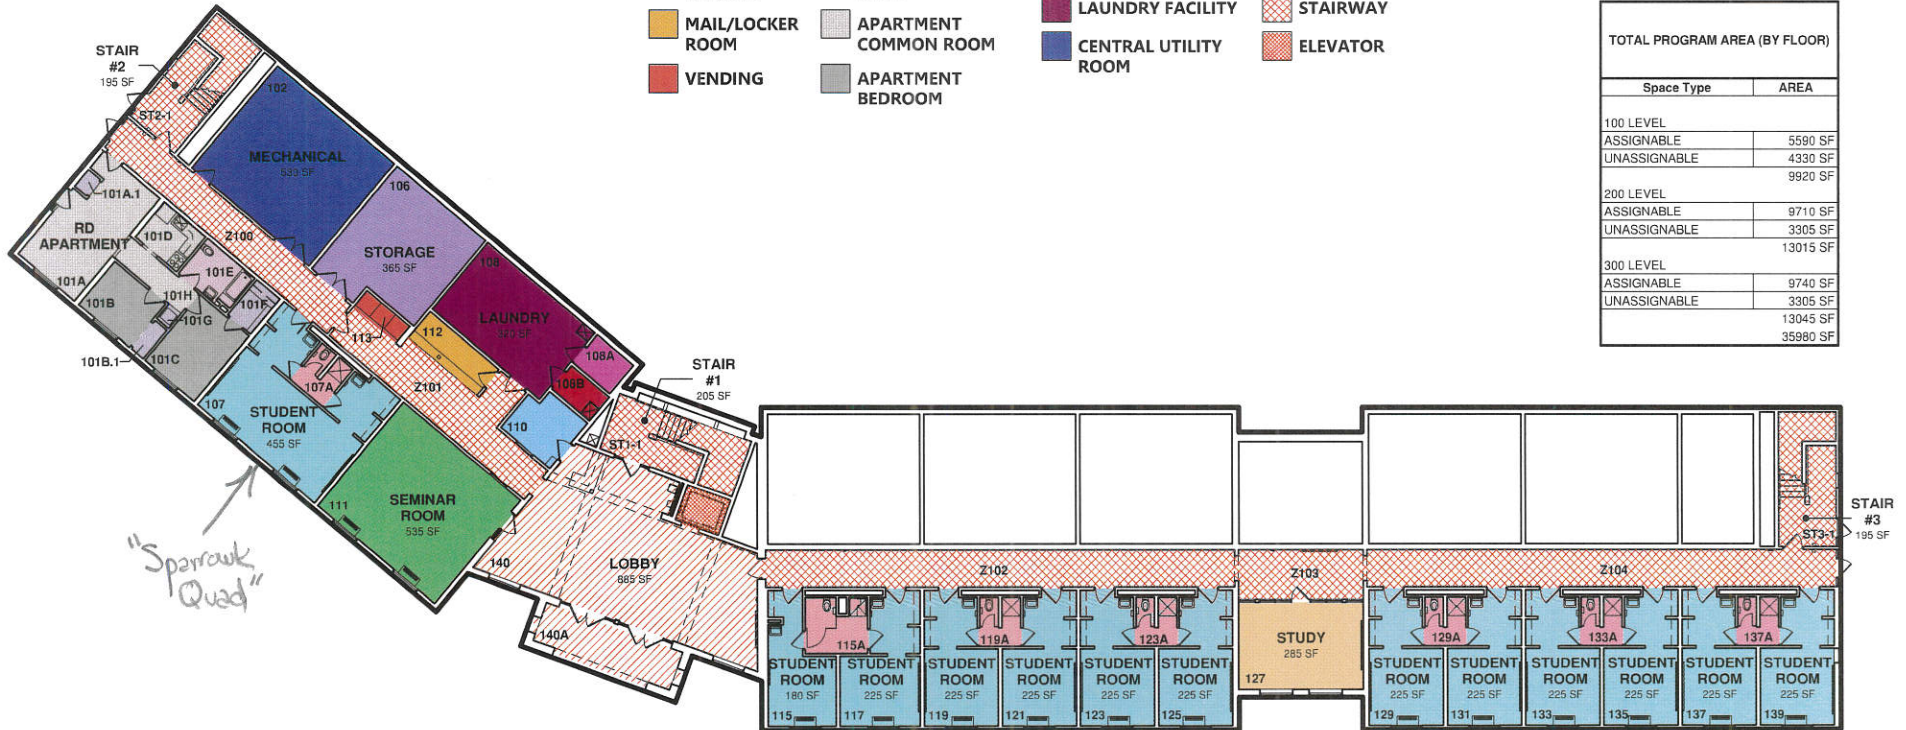 MAIL/LOCKER
ROOM
VENDING
APARTMENT
COMMON ROOM
APARTMENT
BEDROOM
LAUNDRY FACILITY
CENTRAL UTILITY
ROOM
STAIRWAY
ELEVATOR
TOTAL PROGRAM AREA (BY FLOOR)
Space Type AREA
100 LEVEL
ASSIGNABLE 5590 SF
UNASSIGNABLE 4330 SF
9920 SF
200 LEVEL
ASSIGNABLE 9710 SF
UNASSIGNABLE 3305 SF
13015 SF
300 LEVEL
ASSIGNABLE 9740 SF
UNASSIGNABLE 3305 SF
13045 SF
35980 SF
STAIR
#2
195 SF
ST2-1
102
MECHANICAL
539 SF
106
STORAGE
365 SF
108
LAUNDRY
108A
106B
101A.1
RD
APARTMENT
101A
101D
Z100
101E
101H
101F
101B
101G
101B.1
101C
113
112
107A
Z101
107
STUDENT
ROOM
455 SF
110
STAIR
#1
205 SF
ST1-1
111
SEMINAR
ROOM
535 SF
"Sparrowk
Quad"
140
LOBBY
885 SF
140A
Z102
Z103
Z104
STAIR
#3
195 SF
ST3-1
115A
119A
123A
129A
133A
137A
STUDENT
ROOM
180 SF
115
STUDENT
ROOM
225 SF
117
STUDENT
ROOM
225 SF
119
STUDENT
ROOM
225 SF
121
STUDENT
ROOM
225 SF
123
STUDENT
ROOM
225 SF
125
STUDY
285 SF
127
STUDENT
ROOM
225 SF
129
STUDENT
ROOM
225 SF
131
STUDENT
ROOM
225 SF
133
STUDENT
ROOM
225 SF
135
STUDENT
ROOM
225 SF
137
STUDENT
ROOM
225 SF
139